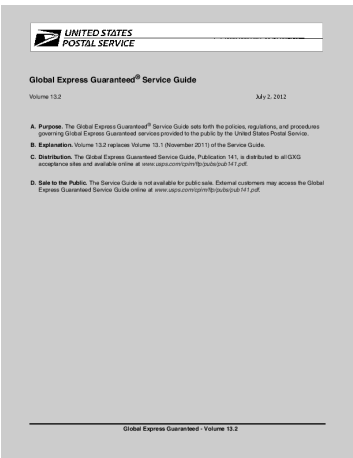 UNITED STATES
POSTAL SERVICE
Global Express Guaranteed® Service Guide
Volume 13.2 July 2, 2012
A. Purpose. The Global Express Guaranteed® Service Guide sets forth the policies, regulations, and procedures
governing Global Express Guaranteed services provided to the public by the United States Postal Service.
B. Explanation. Volume 13.2 replaces Volume 13.1 (November 2011) of the Service Guide.
C. Distribution. The Global Express Guaranteed Service Guide, Publication 141, is distributed to all GXG
acceptance sites and available online at www.usps.com/cpim/ftp/pubs/pub141.pdf.
D. Sale to the Public. The Service Guide is not available for public sale. External customers may access the Global
Express Guaranteed Service Guide online at www.usps.com/cpim/ftp/pubs/pub141.pdf.
Global Express Guaranteed - Volume 13.2